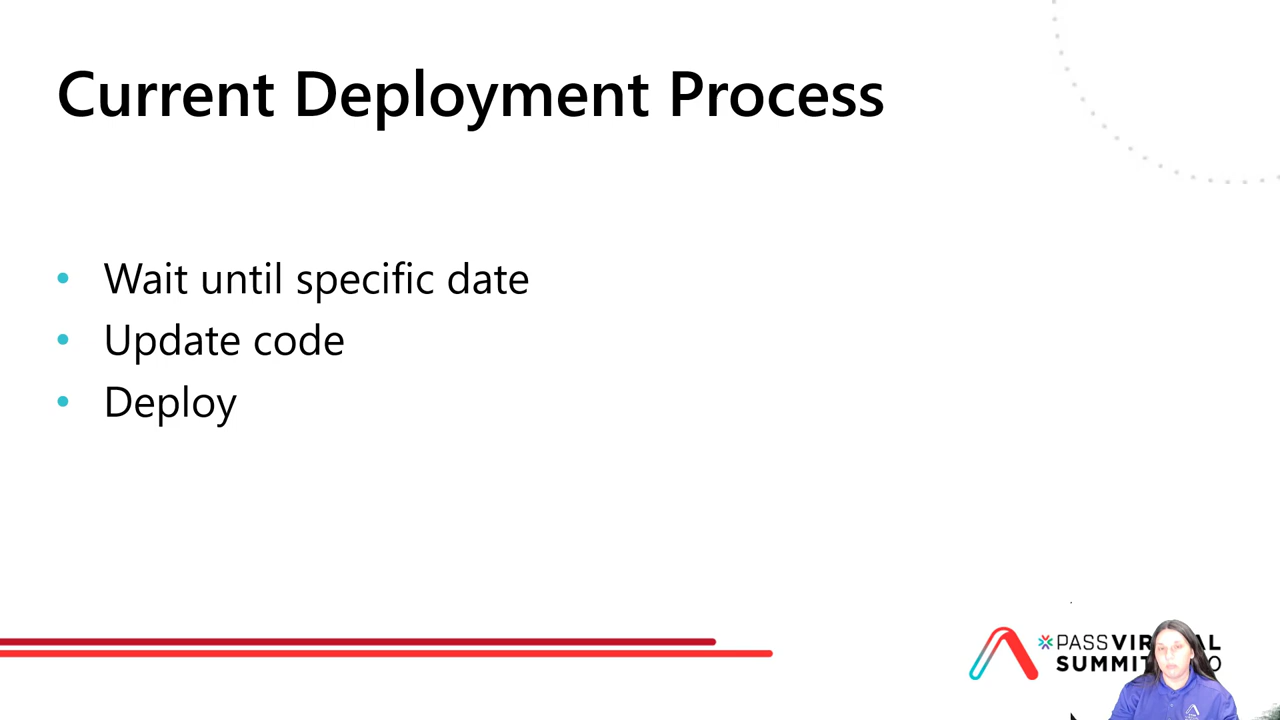 Current Deployment Process
• Wait until specific date
• Update code
• Deploy
PASS
SUMMIT